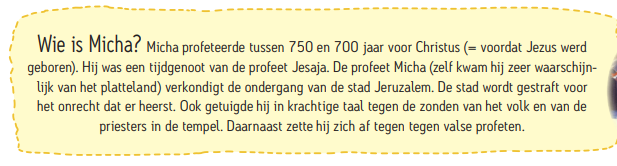 Wie is Micha? Micha profeteerde tussen 750 en 700 jaar voor Christus (= voordat Jezus werd
geboren). Hij was een tijdgenoot van de profeet Jesaja. De profeet Micha (zelf kwam hij zeer waarschijn-
lijk van het platteland) verkondigt de ondergang van de stad Jeruzalem. De stad wordt gestraft voor
het onrecht dat er heerst. Ook getuigde hij in krachtige taal tegen de zonden van het volk en van de
priesters in de tempel. Daarnaast zette hij zich af tegen tegen valse profeten.